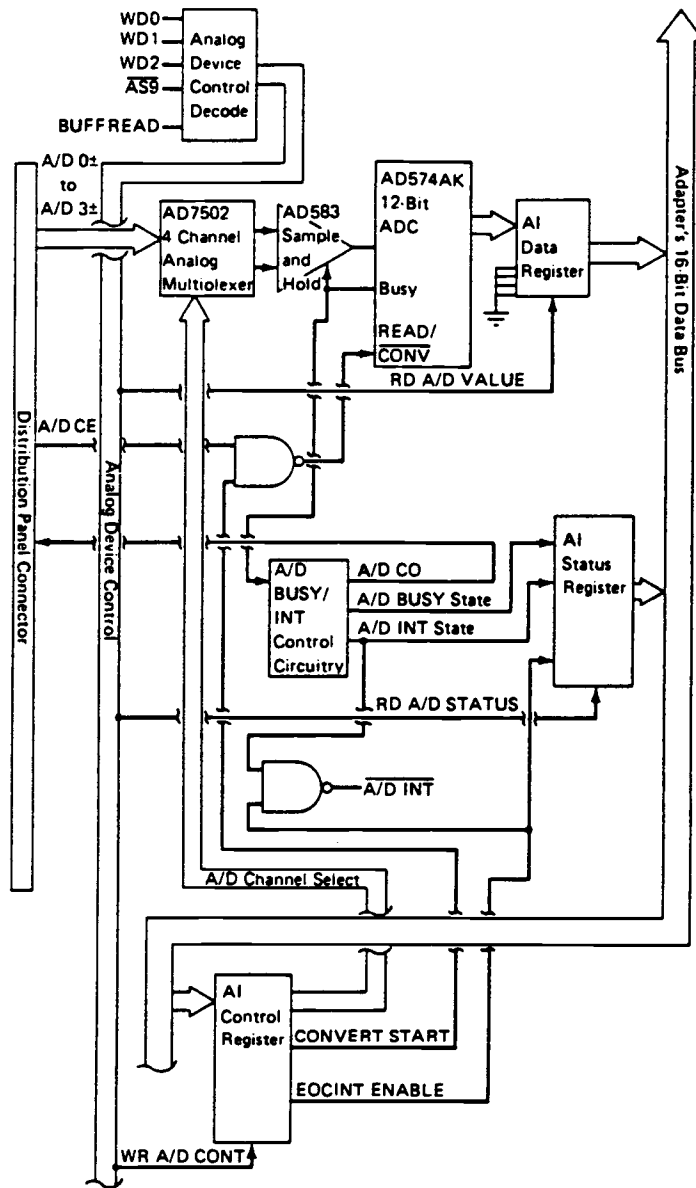 WD0
WD1
WD2
AS9
BUFFREAD
Analog
Device
Control
Decode
A/D 0±
to
A/D 3±
AD7502
4 Channel
Analog
Multiolexer
AD583
Sample
and
Hold
AD574AK
12-Bit
ADC
Busy
READ/
CONV
AI
Data
Register
RD A/D VALUE
Adapter's 16-Bit Data Bus
A/D CE
Distribution Panel Connector
Analog Device Control
A/D
BUSY/
INT
Control
Circuitry
A/D CO
A/D BUSY State
A/D INT State
AI
Status
Register
RD A/D STATUS
A/D INT
A/D Channel Select
AI
Control
Register
CONVERT START
EOCINT ENABLE
WR A/D CONT